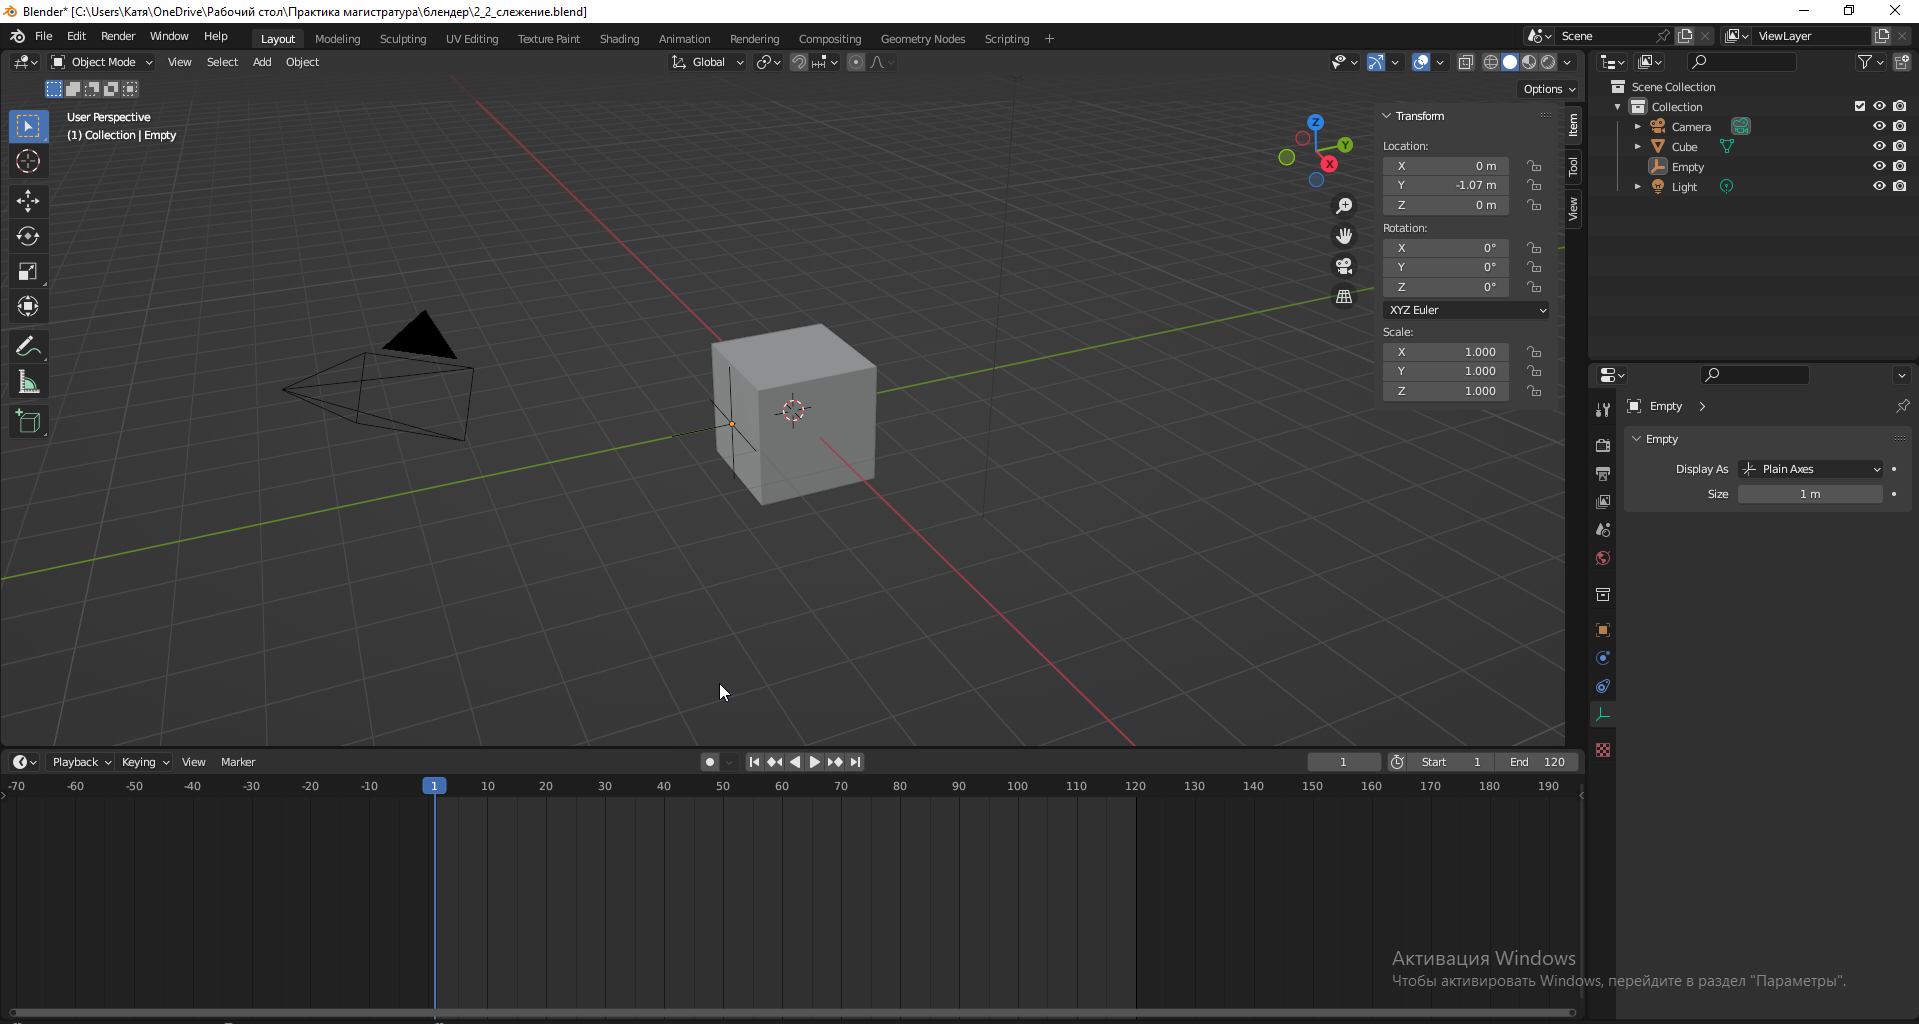 Blender* [C:\Users\Катя\OneDrive\Рабочий стол\Практика магистратура\блендер\2_2_слежение.blend]
File Edit Render Window Help Layout Modeling Sculpting UV Editing Texture Paint Shading Animation Rendering Compositing Geometry Nodes Scripting + Scene ViewLayer
Object Mode View Select Add Object Global
Options
User Perspective
(1) Collection | Empty
Z
Y
X
Transform
Location:
X 0 m
Y -1.07 m
Z 0 m
Rotation:
X 0°
Y 0°
Z 0°
XYZ Euler
Scale:
X 1.000
Y 1.000
Z 1.000
Item
Tool
View
Scene Collection
Collection
Camera
Cube
Empty
Light
Empty
Empty
Display As Plain Axes
Size 1 m
Playback Keying View Marker 1 Start 1 End 120
-70 -60 -50 -40 -30 -20 -10 1 10 20 30 40 50 60 70 80 90 100 110 120 130 140 150 160 170 180 190
Активация Windows
Чтобы активировать Windows, перейдите в раздел "Параметры".